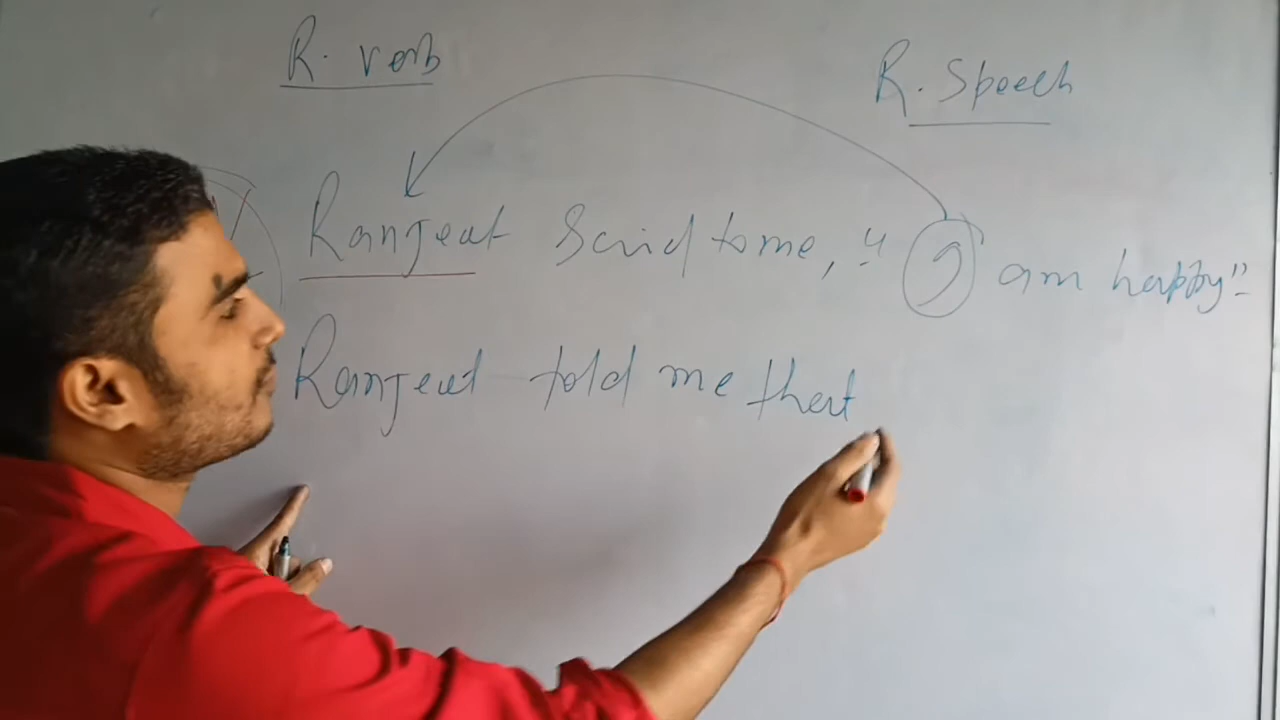 R. Verb R. Speech
Ranjeet Said to me, "I am happy"
Ranjeet told me that